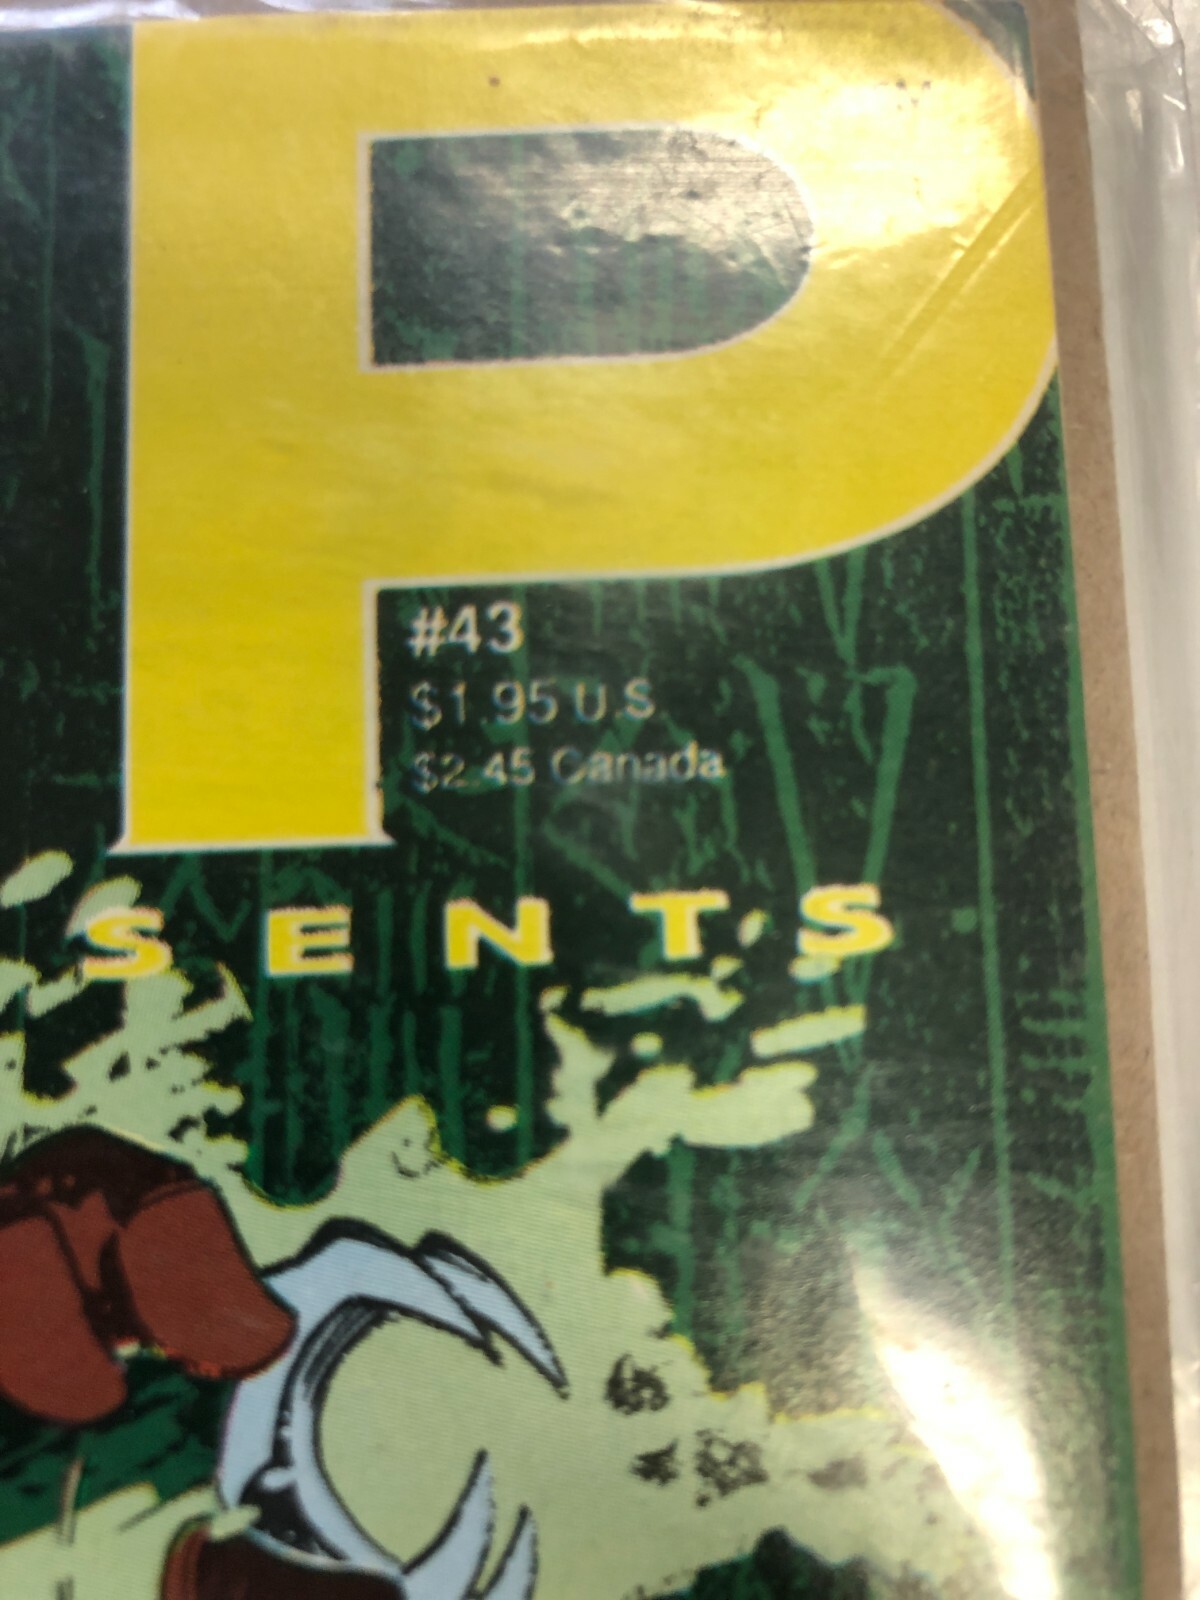 P
#43
$1.95 U.S.
$2.45 Canada
SENTS